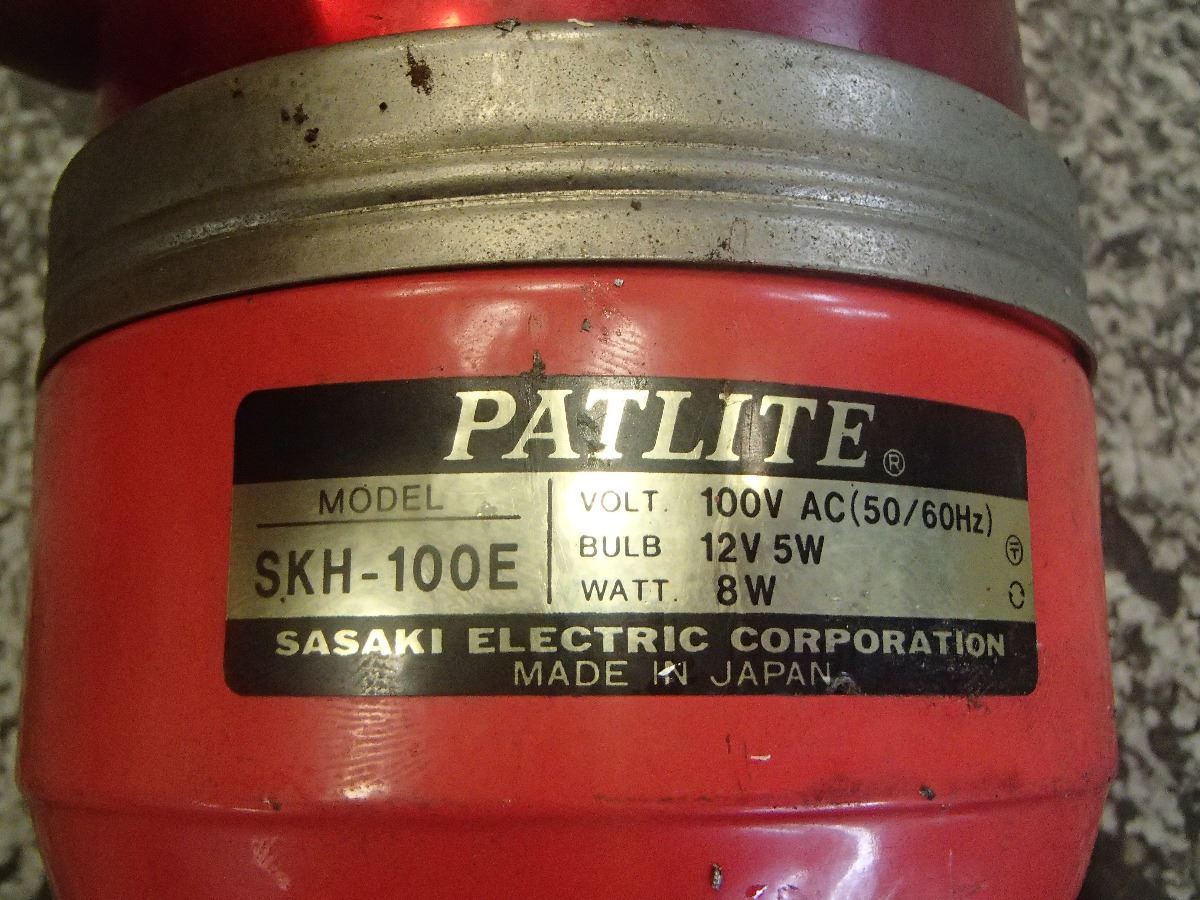 PATLITE ®
MODEL
SKH-100E
VOLT. 100V AC(50/60Hz)
BULB 12V 5W
WATT. 8W
SASAKI ELECTRIC CORPORATION
MADE IN JAPAN